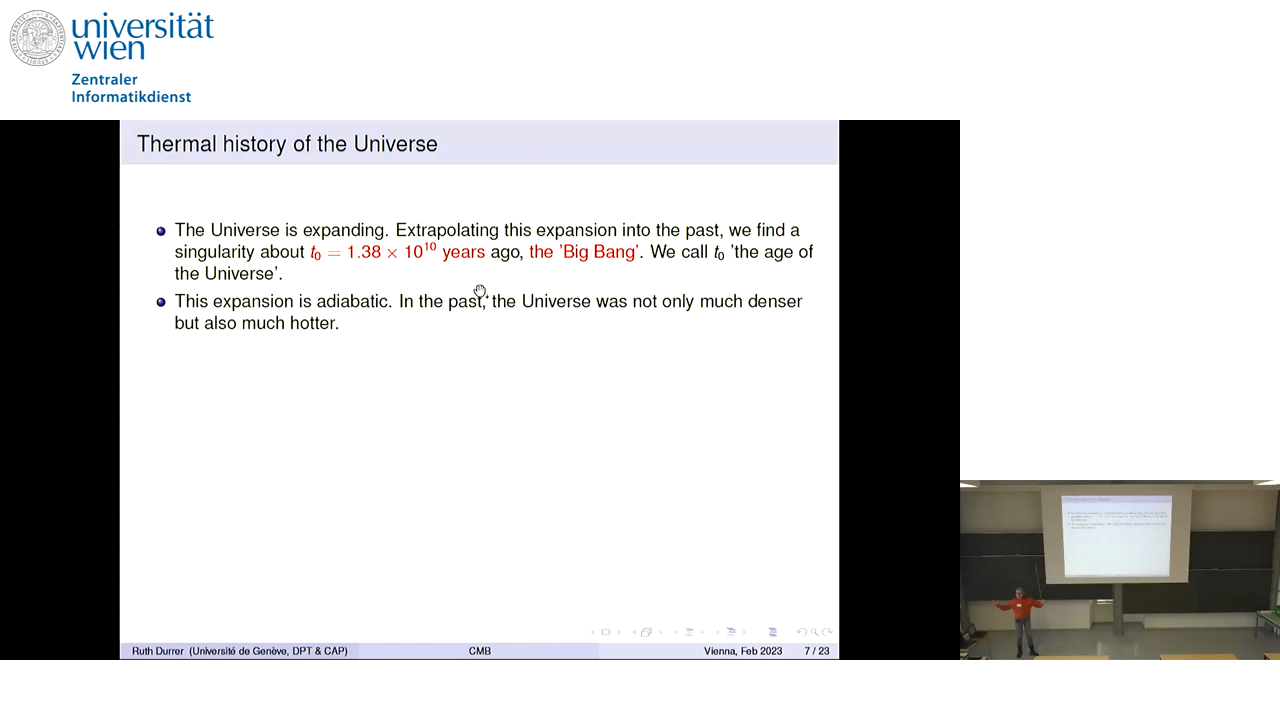 universität
wien
Zentraler
Informatikdienst
Thermal history of the Universe
The Universe is expanding. Extrapolating this expansion into the past, we find a
singularity about t₀ = 1.38 × 10¹⁰ years ago, the 'Big Bang'. We call t₀ 'the age of
the Universe'.
This expansion is adiabatic. In the past, the Universe was not only much denser
but also much hotter.
Ruth Durrer (Université de Genève, DPT & CAP) CMB Vienna, Feb 2023 7 / 23